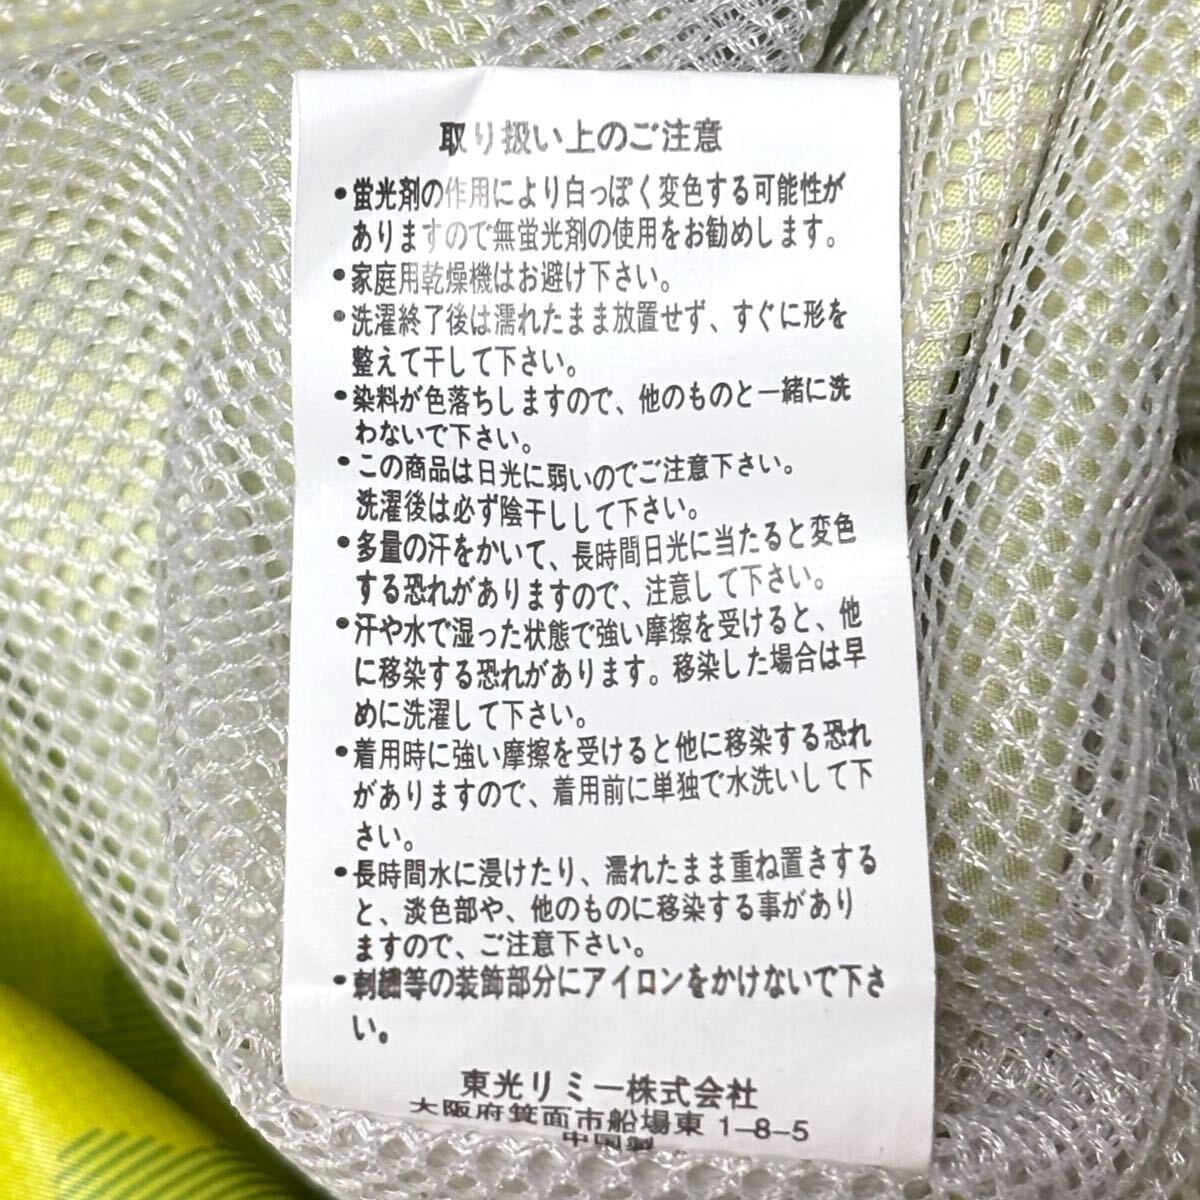 取り扱い上のご注意
•蛍光剤の作用により白っぽく変色する可能性が
ありますので無蛍光剤の使用をお勧めします。
•家庭用乾燥機はお避け下さい。
•洗濯終了後は濡れたまま放置せず、すぐに形を
整えて干して下さい。
•染料が色落ちしますので、他のものと一緒に洗
わないで下さい。
•この商品は日光に弱いのでご注意下さい。
洗濯後は必ず陰干しして下さい。
•多量の汗をかいて、長時間日光に当たると変色
する恐れがありますので、注意して下さい。
•汗や水で湿った状態で強い摩擦を受けると、他
に移染する恐れがあります。移染した場合は早
めに洗濯して下さい。
•着用時に強い摩擦を受けると他に移染する恐れ
がありますので、着用前に単独で水洗いして下
さい。
•長時間水に浸けたり、濡れたまま重ね置きする
と、淡色部や、他のものに移染する事があり
ますので、ご注意下さい。
•刺繍等の装飾部分にアイロンをかけないで下さ
い。
東光リミー株式会社
大阪府箕面市船場東 1-8-5
中国製